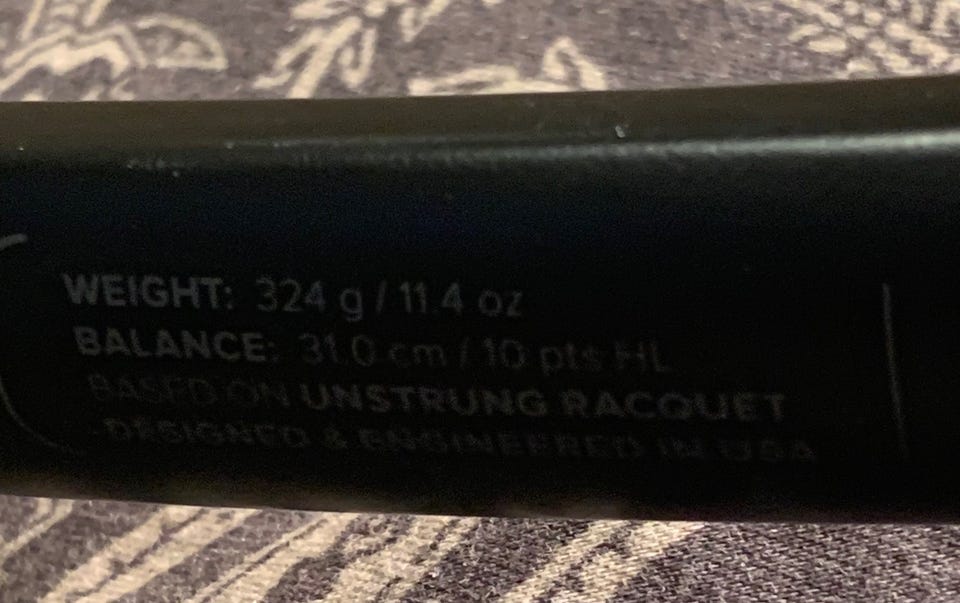 WEIGHT: 324 g / 11.4 oz
BALANCE: 31.0 cm / 10 pts HL
BASED ON UNSTRUNG RACQUET
DESIGNED & ENGINEERED IN USA